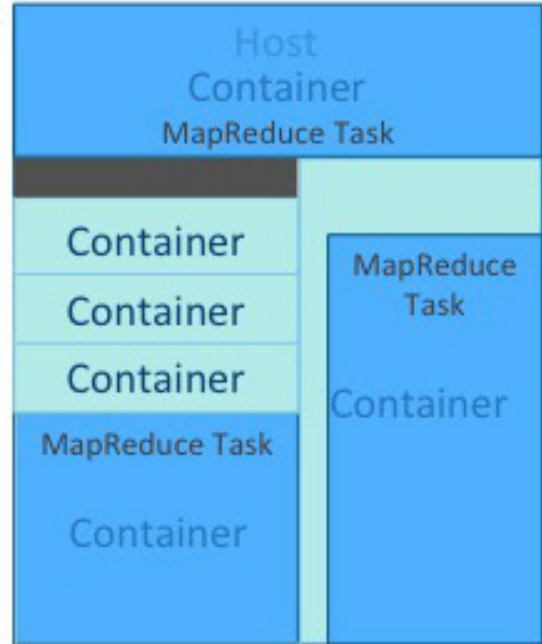 Host
Container
MapReduce Task
Container
Container
Container
MapReduce Task
Container
MapReduce
Task
Container